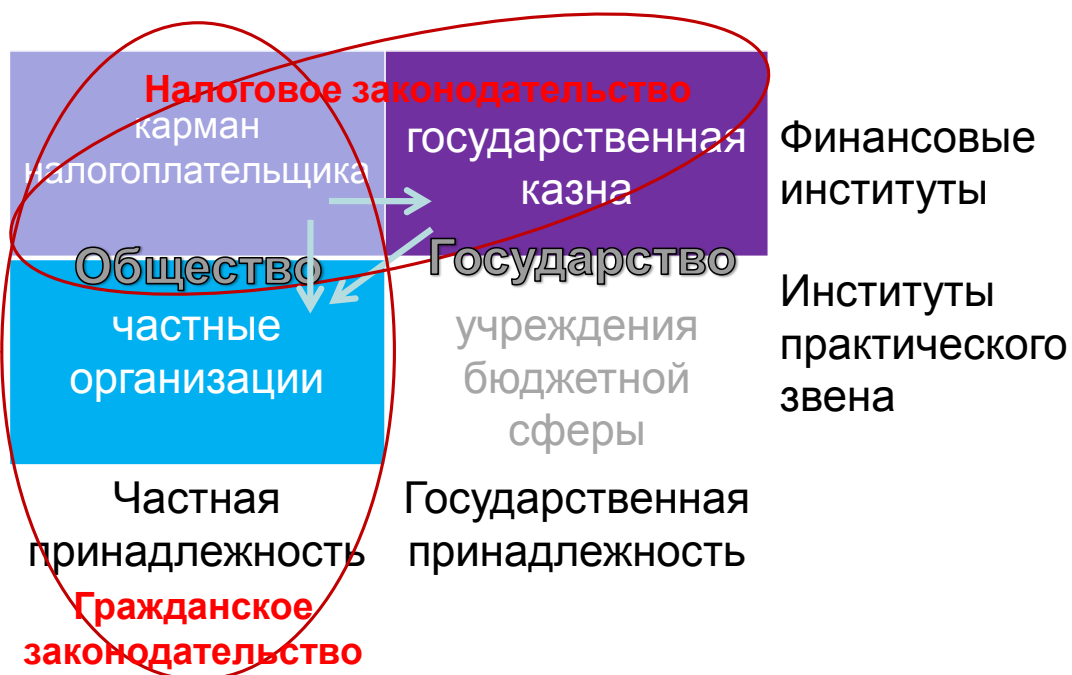 Налоговое законодательство
карман
налогоплательщика
государственная
казна
Финансовые
институты
Общество
Государство
частные
организации
учреждения
бюджетной
сферы
Институты
практического
звена
Частная
принадлежность
Государственная
принадлежность
Гражданское
законодательство